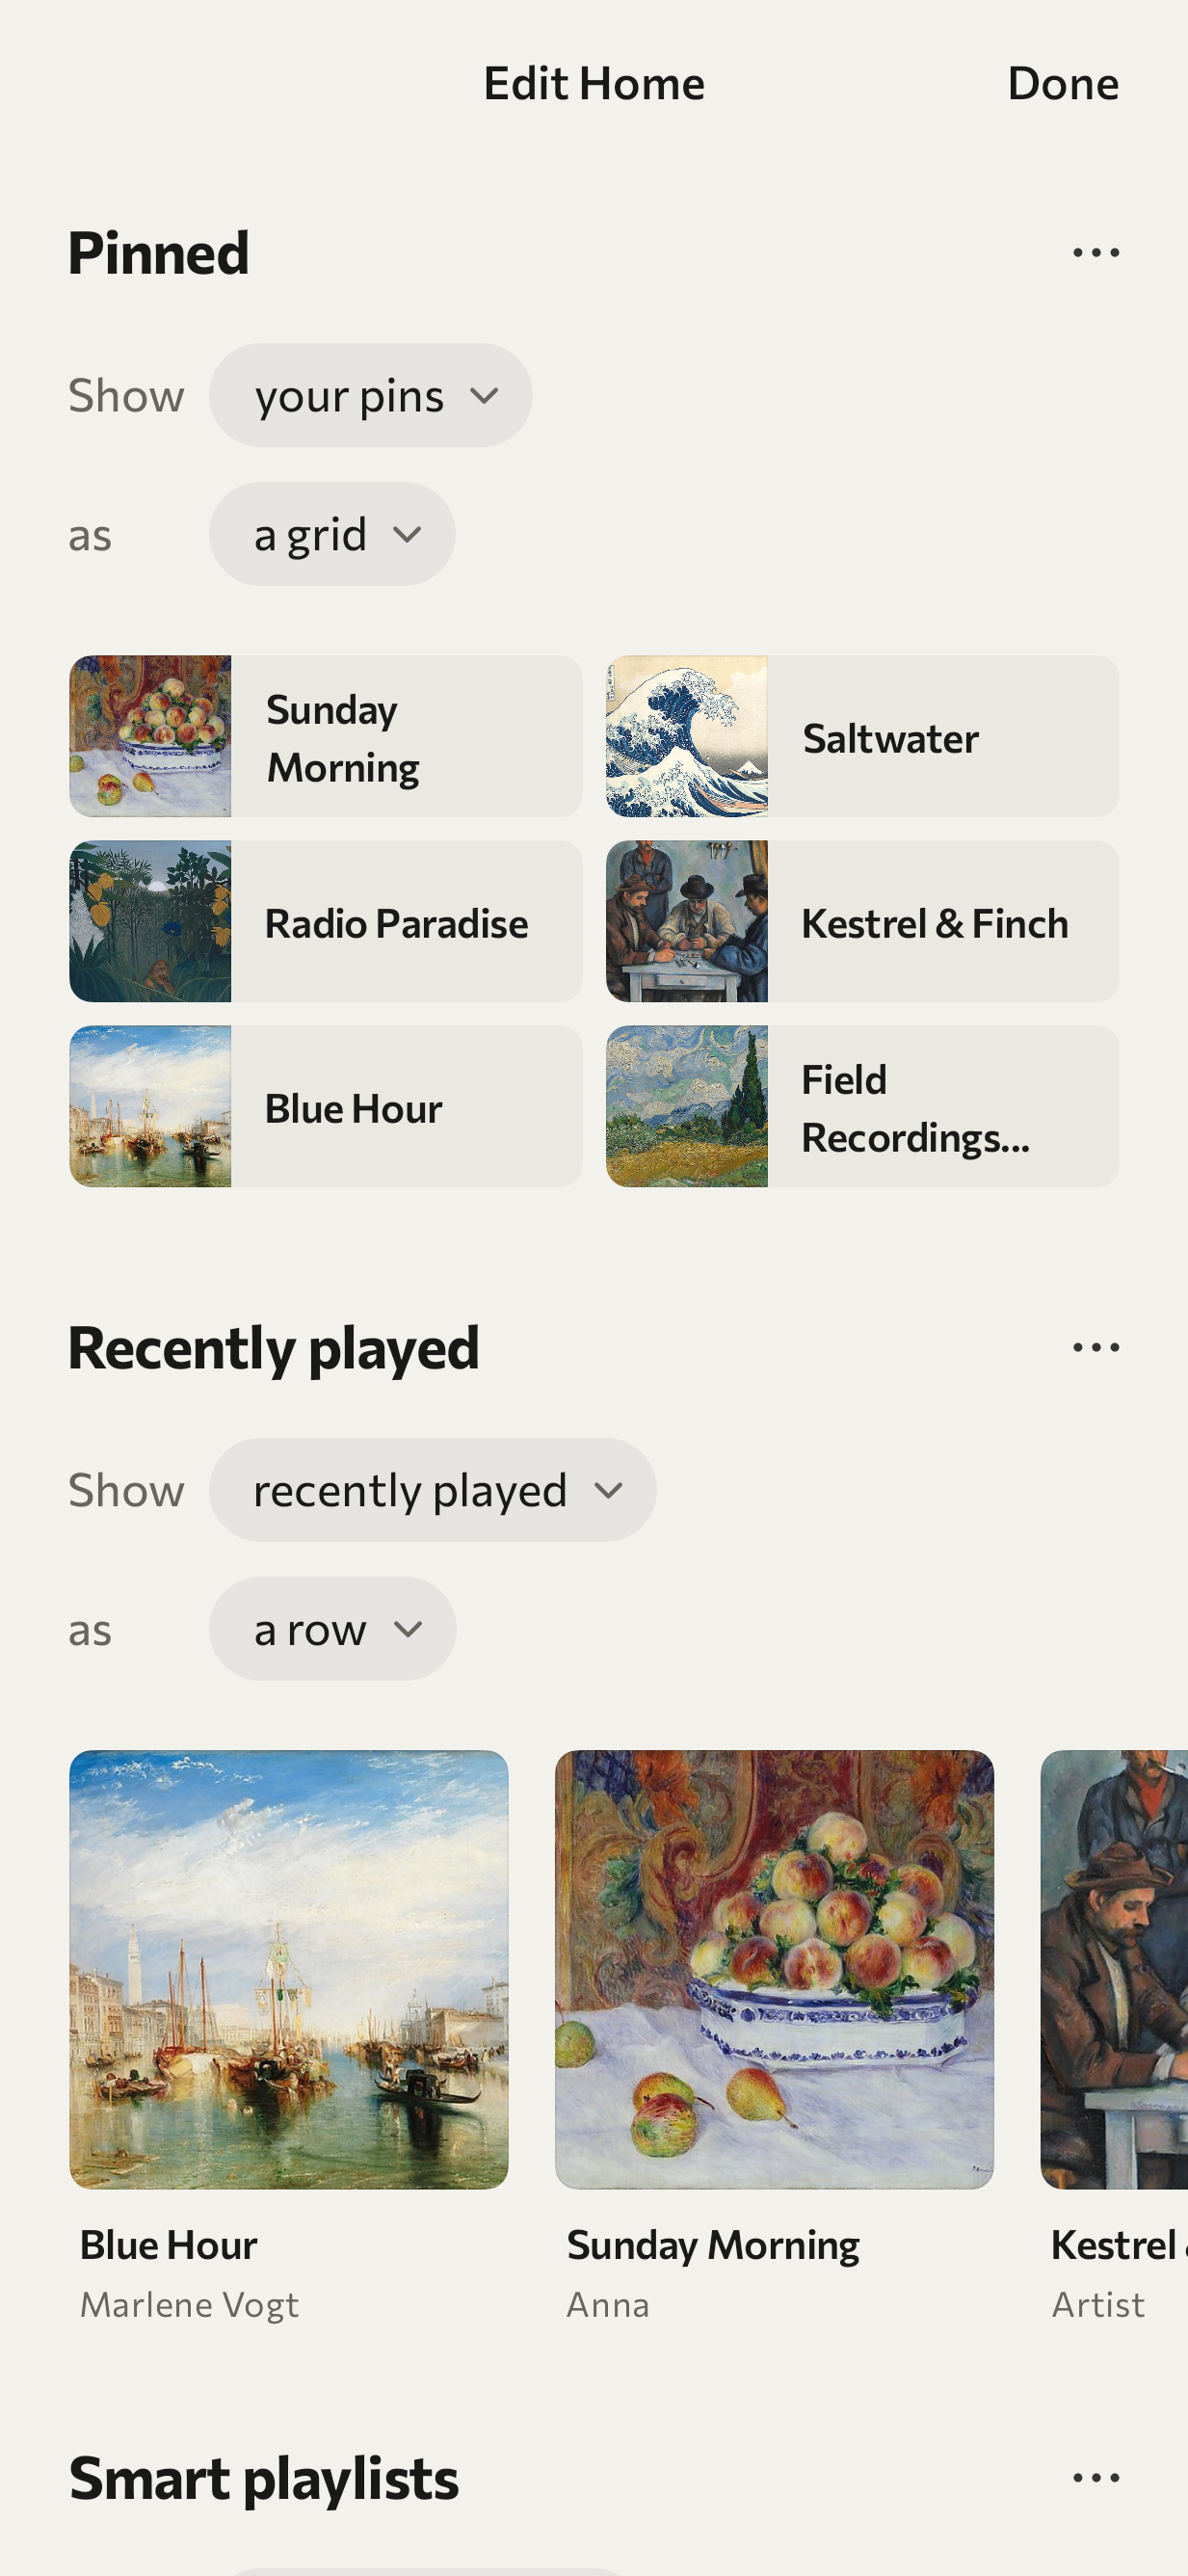 Edit Home
Done
Pinned
Show
your pins
as
a grid
Sunday
Morning
Saltwater
Radio Paradise
Kestrel & Finch
Blue Hour
Field
Recordings...
Recently played
Show
recently played
as
a row
Blue Hour
Marlene Vogt
Sunday Morning
Anna
Kestrel
Artist
Smart playlists